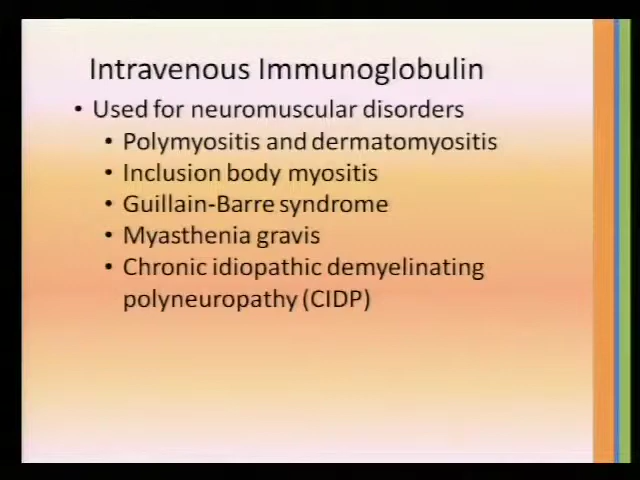 Intravenous Immunoglobulin
• Used for neuromuscular disorders
• Polymyositis and dermatomyositis
• Inclusion body myositis
• Guillain-Barre syndrome
• Myasthenia gravis
• Chronic idiopathic demyelinating
polyneuropathy (CIDP)